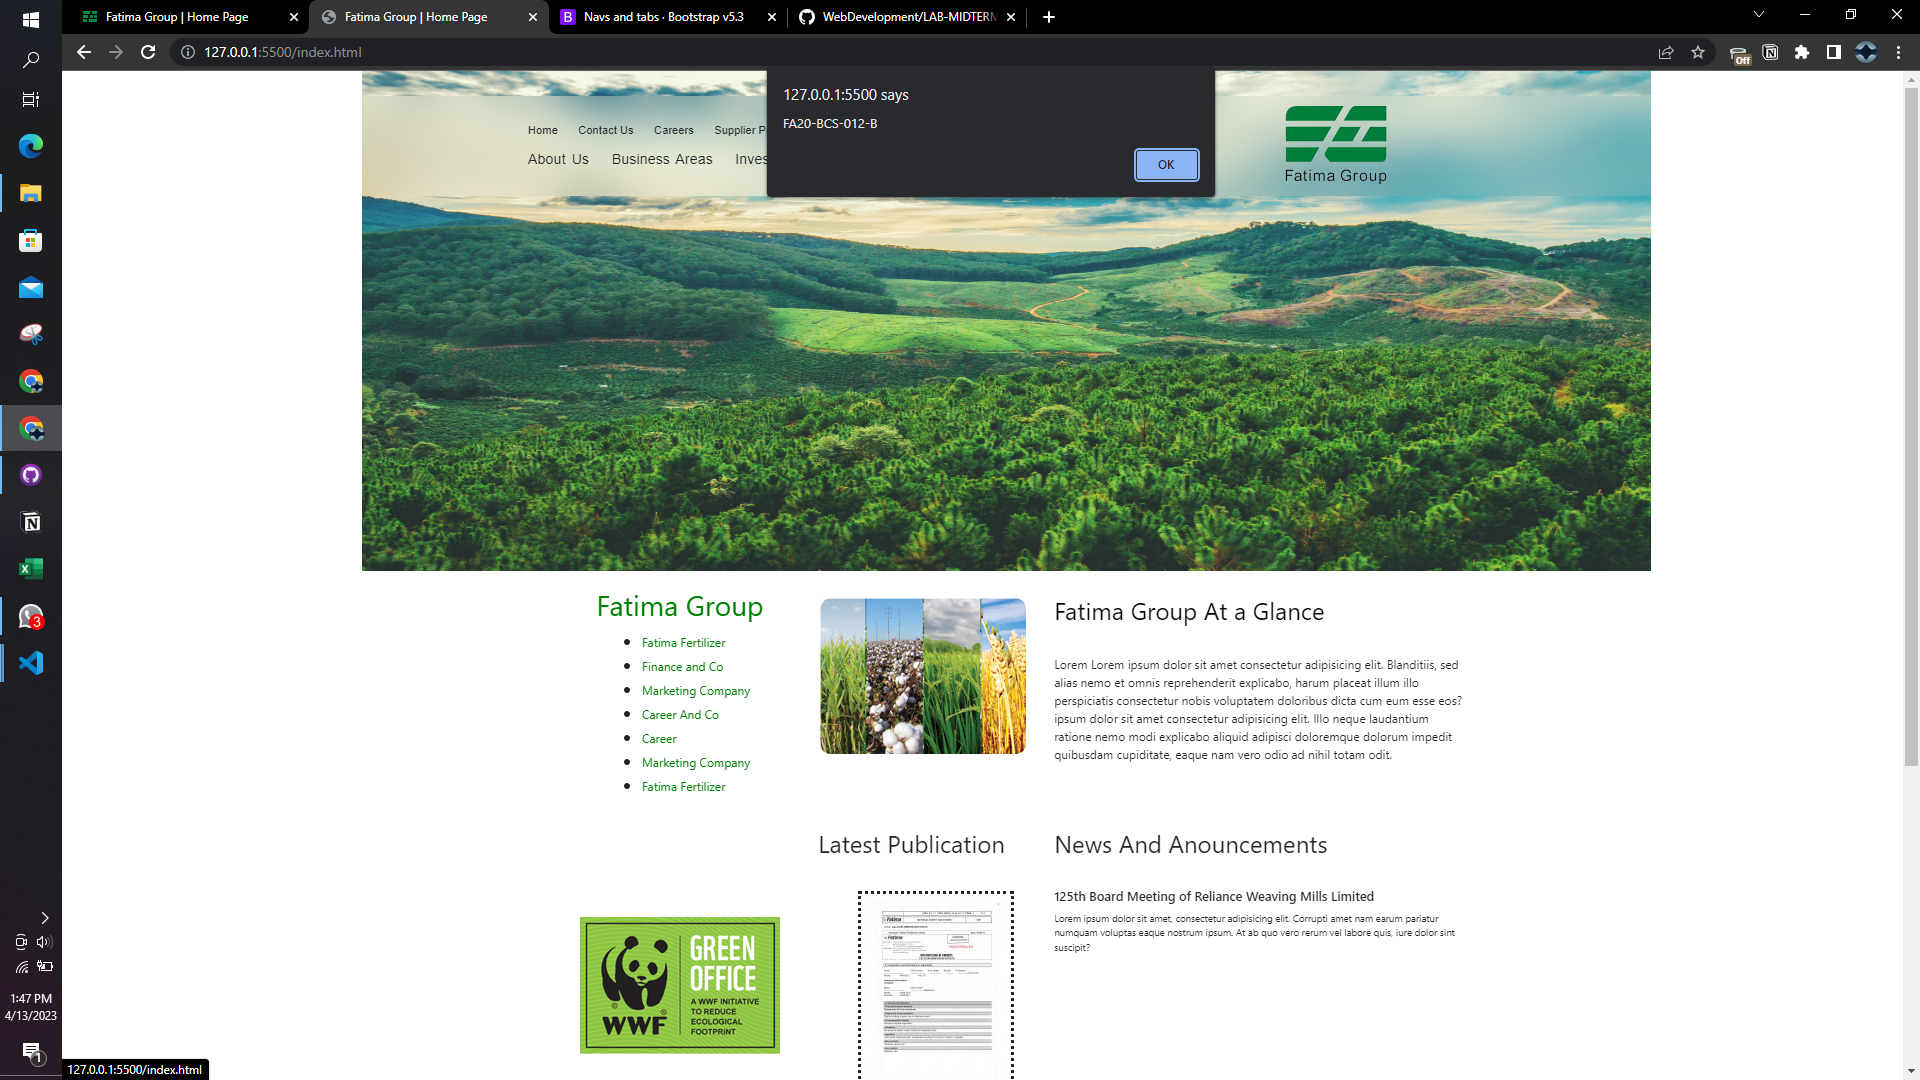 Fatima Group | Home Page
Fatima Group | Home Page
B Navs and tabs · Bootstrap v5.3
WebDevelopment/LAB-MIDTERM
127.0.0.1:5500/index.html
Off
127.0.0.1:5500 says
FA20-BCS-012-B
OK
Home Contact Us Careers Supplier P
About Us Business Areas Inves
Fatima Group
Fatima Group
Fatima Fertilizer
Finance and Co
Marketing Company
Career And Co
Career
Marketing Company
Fatima Fertilizer
Fatima Group At a Glance
Lorem Lorem ipsum dolor sit amet consectetur adipisicing elit. Blanditiis, sed
alias nemo et omnis reprehenderit explicabo, harum placeat illum illo
perspiciatis consectetur nobis voluptatem doloribus dicta cum eum esse eos?
ipsum dolor sit amet consectetur adipisicing elit. Illo neque laudantium
ratione nemo modi explicabo aliquid adipisci doloremque dolorum impedit
quibusdam cupiditate, eaque nam vero odio ad nihil totam odit.
Latest Publication
News And Anouncements
125th Board Meeting of Reliance Weaving Mills Limited
Lorem ipsum dolor sit amet, consectetur adipisicing elit. Corrupti amet nam earum pariatur
numquam voluptas eaque nostrum ipsum. At ab quo vero rerum vel labore quis, iure dolor sint
suscipit?
GREEN
OFFICE
A WWF INITIATIVE
TO REDUCE
ECOLOGICAL
FOOTPRINT
WWF
Fatima
Fatima
3
1:47 PM
4/13/2023
1
127.0.0.1:5500/index.html